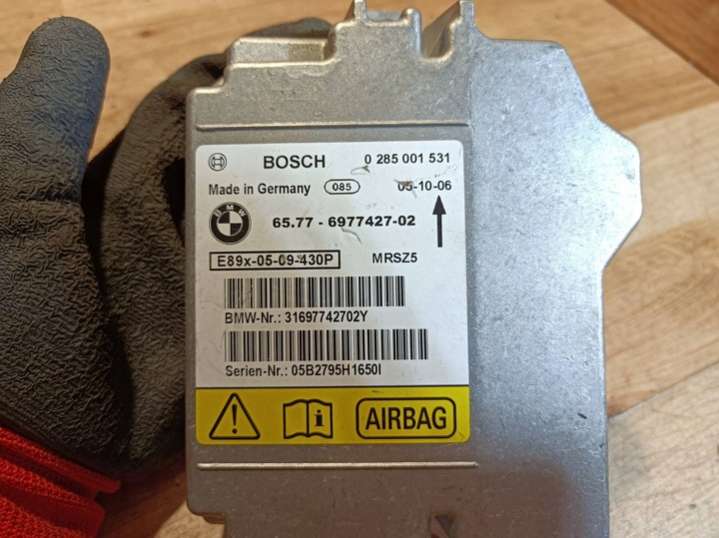 BOSCH 0 285 001 531
Made in Germany 085 05-10-06
BMW 65.77 - 6977427-02
E89x-05-09-430P MRSZ5
BMW-Nr.: 31697742702Y
Serien-Nr.: 05B2795H1650I
AIRBAG